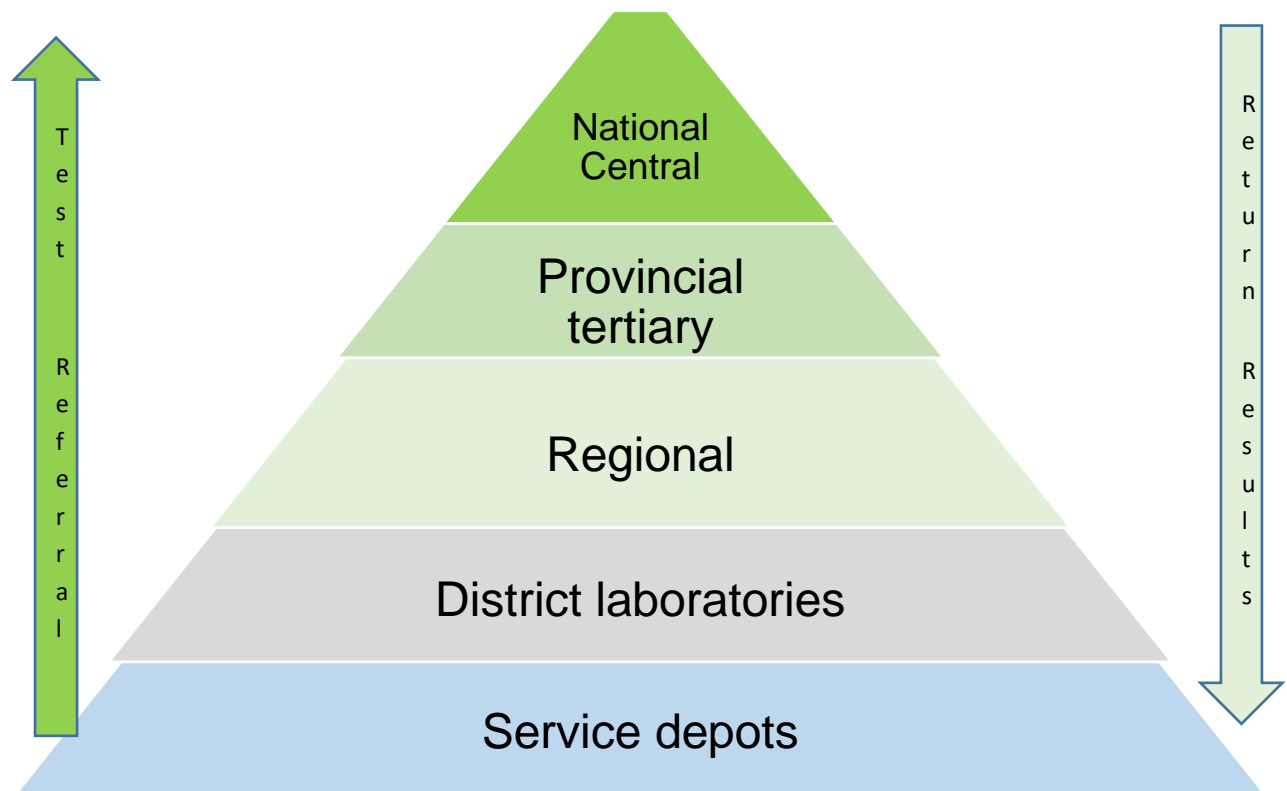 Test Referral
National
Central
Provincial
tertiary
Regional
District laboratories
Service depots
Return Results